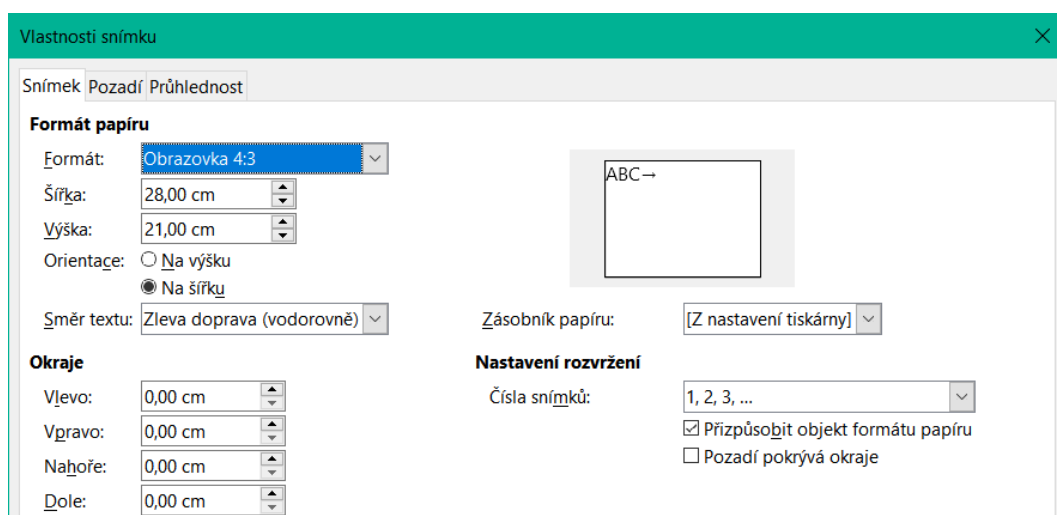 Vlastnosti snímku
Snímek Pozadí Průhlednost
Formát papíru
Formát: Obrazovka 4:3
Šířka: 28,00 cm
Výška: 21,00 cm
Orientace: Na výšku
Na šířku
Směr textu: Zleva doprava (vodorovně)
ABC→
Zásobník papíru: [Z nastavení tiskárny]
Okraje
Vlevo: 0,00 cm
Vpravo: 0,00 cm
Nahoře: 0,00 cm
Dole: 0,00 cm
Nastavení rozvržení
Čísla snímků: 1, 2, 3, ...
Přizpůsobit objekt formátu papíru
Pozadí pokrývá okraje